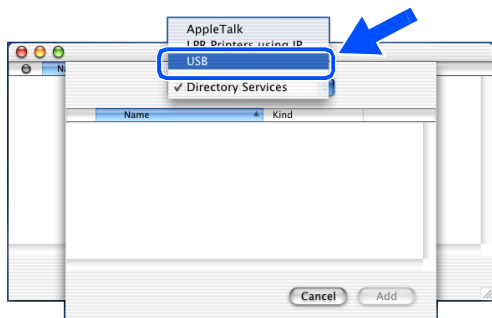 AppleTalk
LPR Printers using IP
USB
✓ Directory Services
Name Kind
Cancel Add